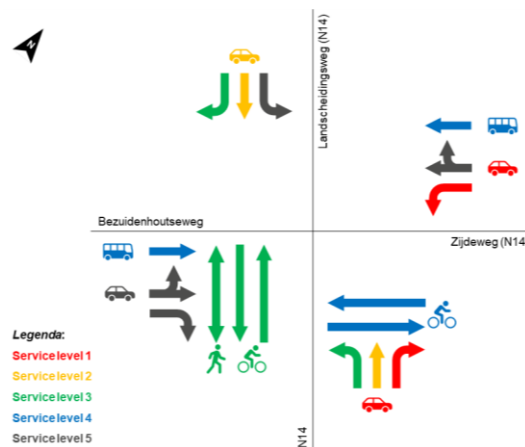 N
Landscheidingsweg (N14)
Bezuidenhoutseweg
Zijdeweg (N14
Legenda:
Service level 1
Service level 2
Service level 3
Service level 4
Service level 5
N14